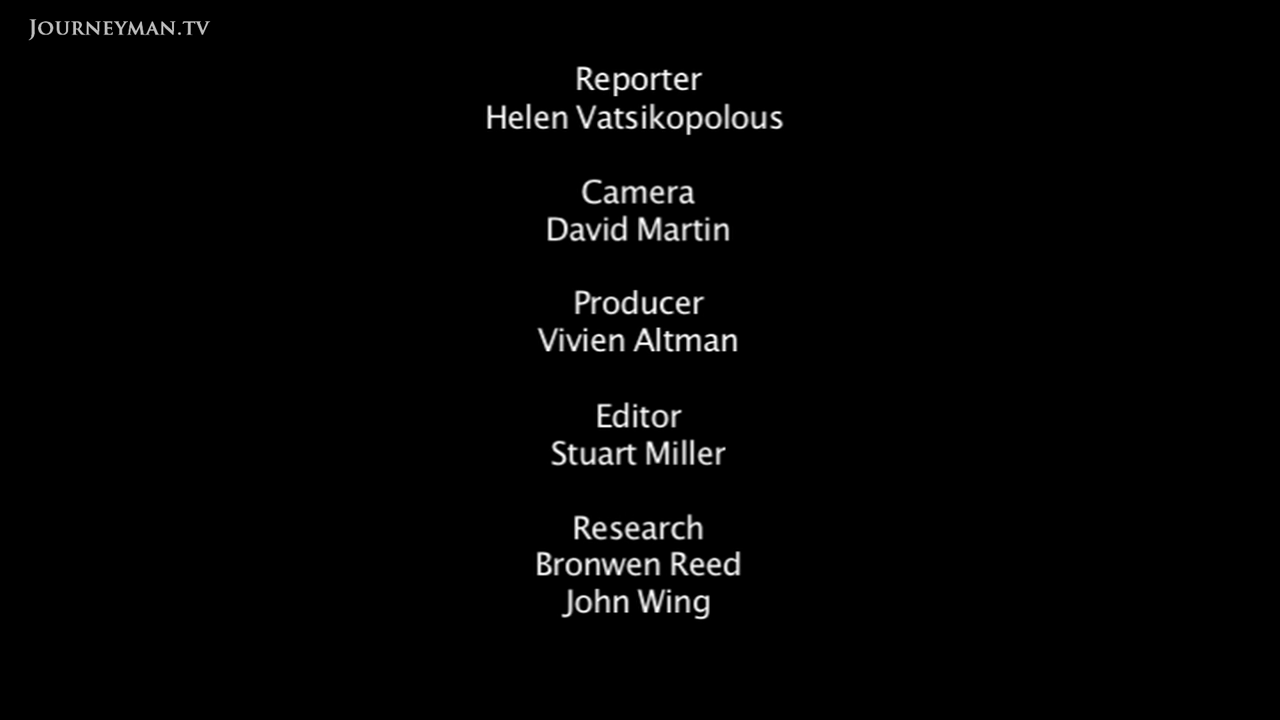 JOURNEYMAN.TV
Reporter
Helen Vatsikopolous
Camera
David Martin
Producer
Vivien Altman
Editor
Stuart Miller
Research
Bronwen Reed
John Wing